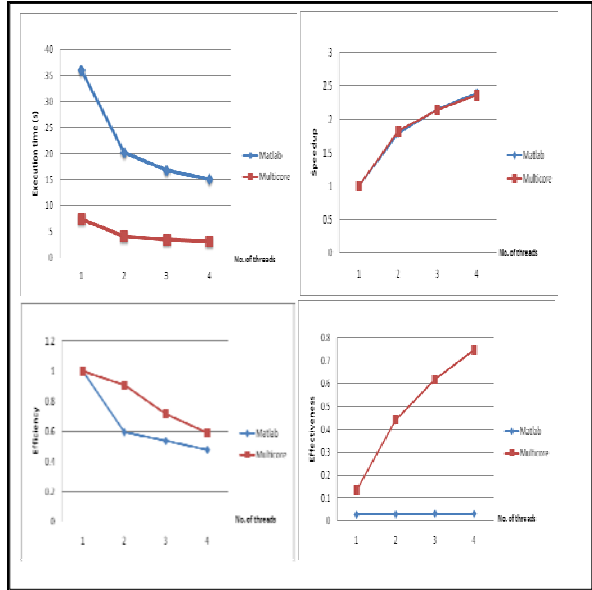 Execution time (s)
40
35
30
25
20
15
10
5
0
1 2 3 4
No. of threads
Matlab
Multicore
Speedup
3
2.5
2
1.5
1
0.5
0
1 2 3 4
No. of threads
Matlab
Multicore
Efficiency
1.2
1
0.8
0.6
0.4
0.2
0
1 2 3 4
No. of threads
Matlab
Multicore
Effectiveness
0.8
0.7
0.6
0.5
0.4
0.3
0.2
0.1
0
1 2 3 4
No. of threads
Matlab
Multicore